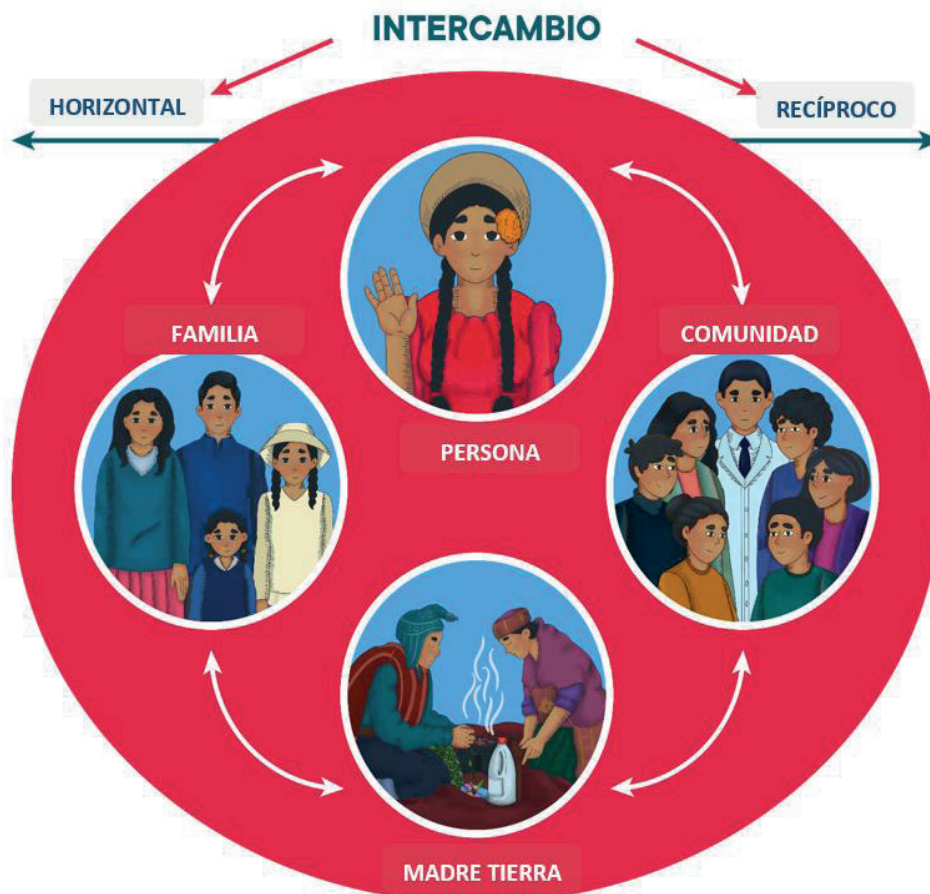 INTERCAMBIO
HORIZONTAL
RECÍPROCO
FAMILIA
COMUNIDAD
PERSONA
MADRE TIERRA